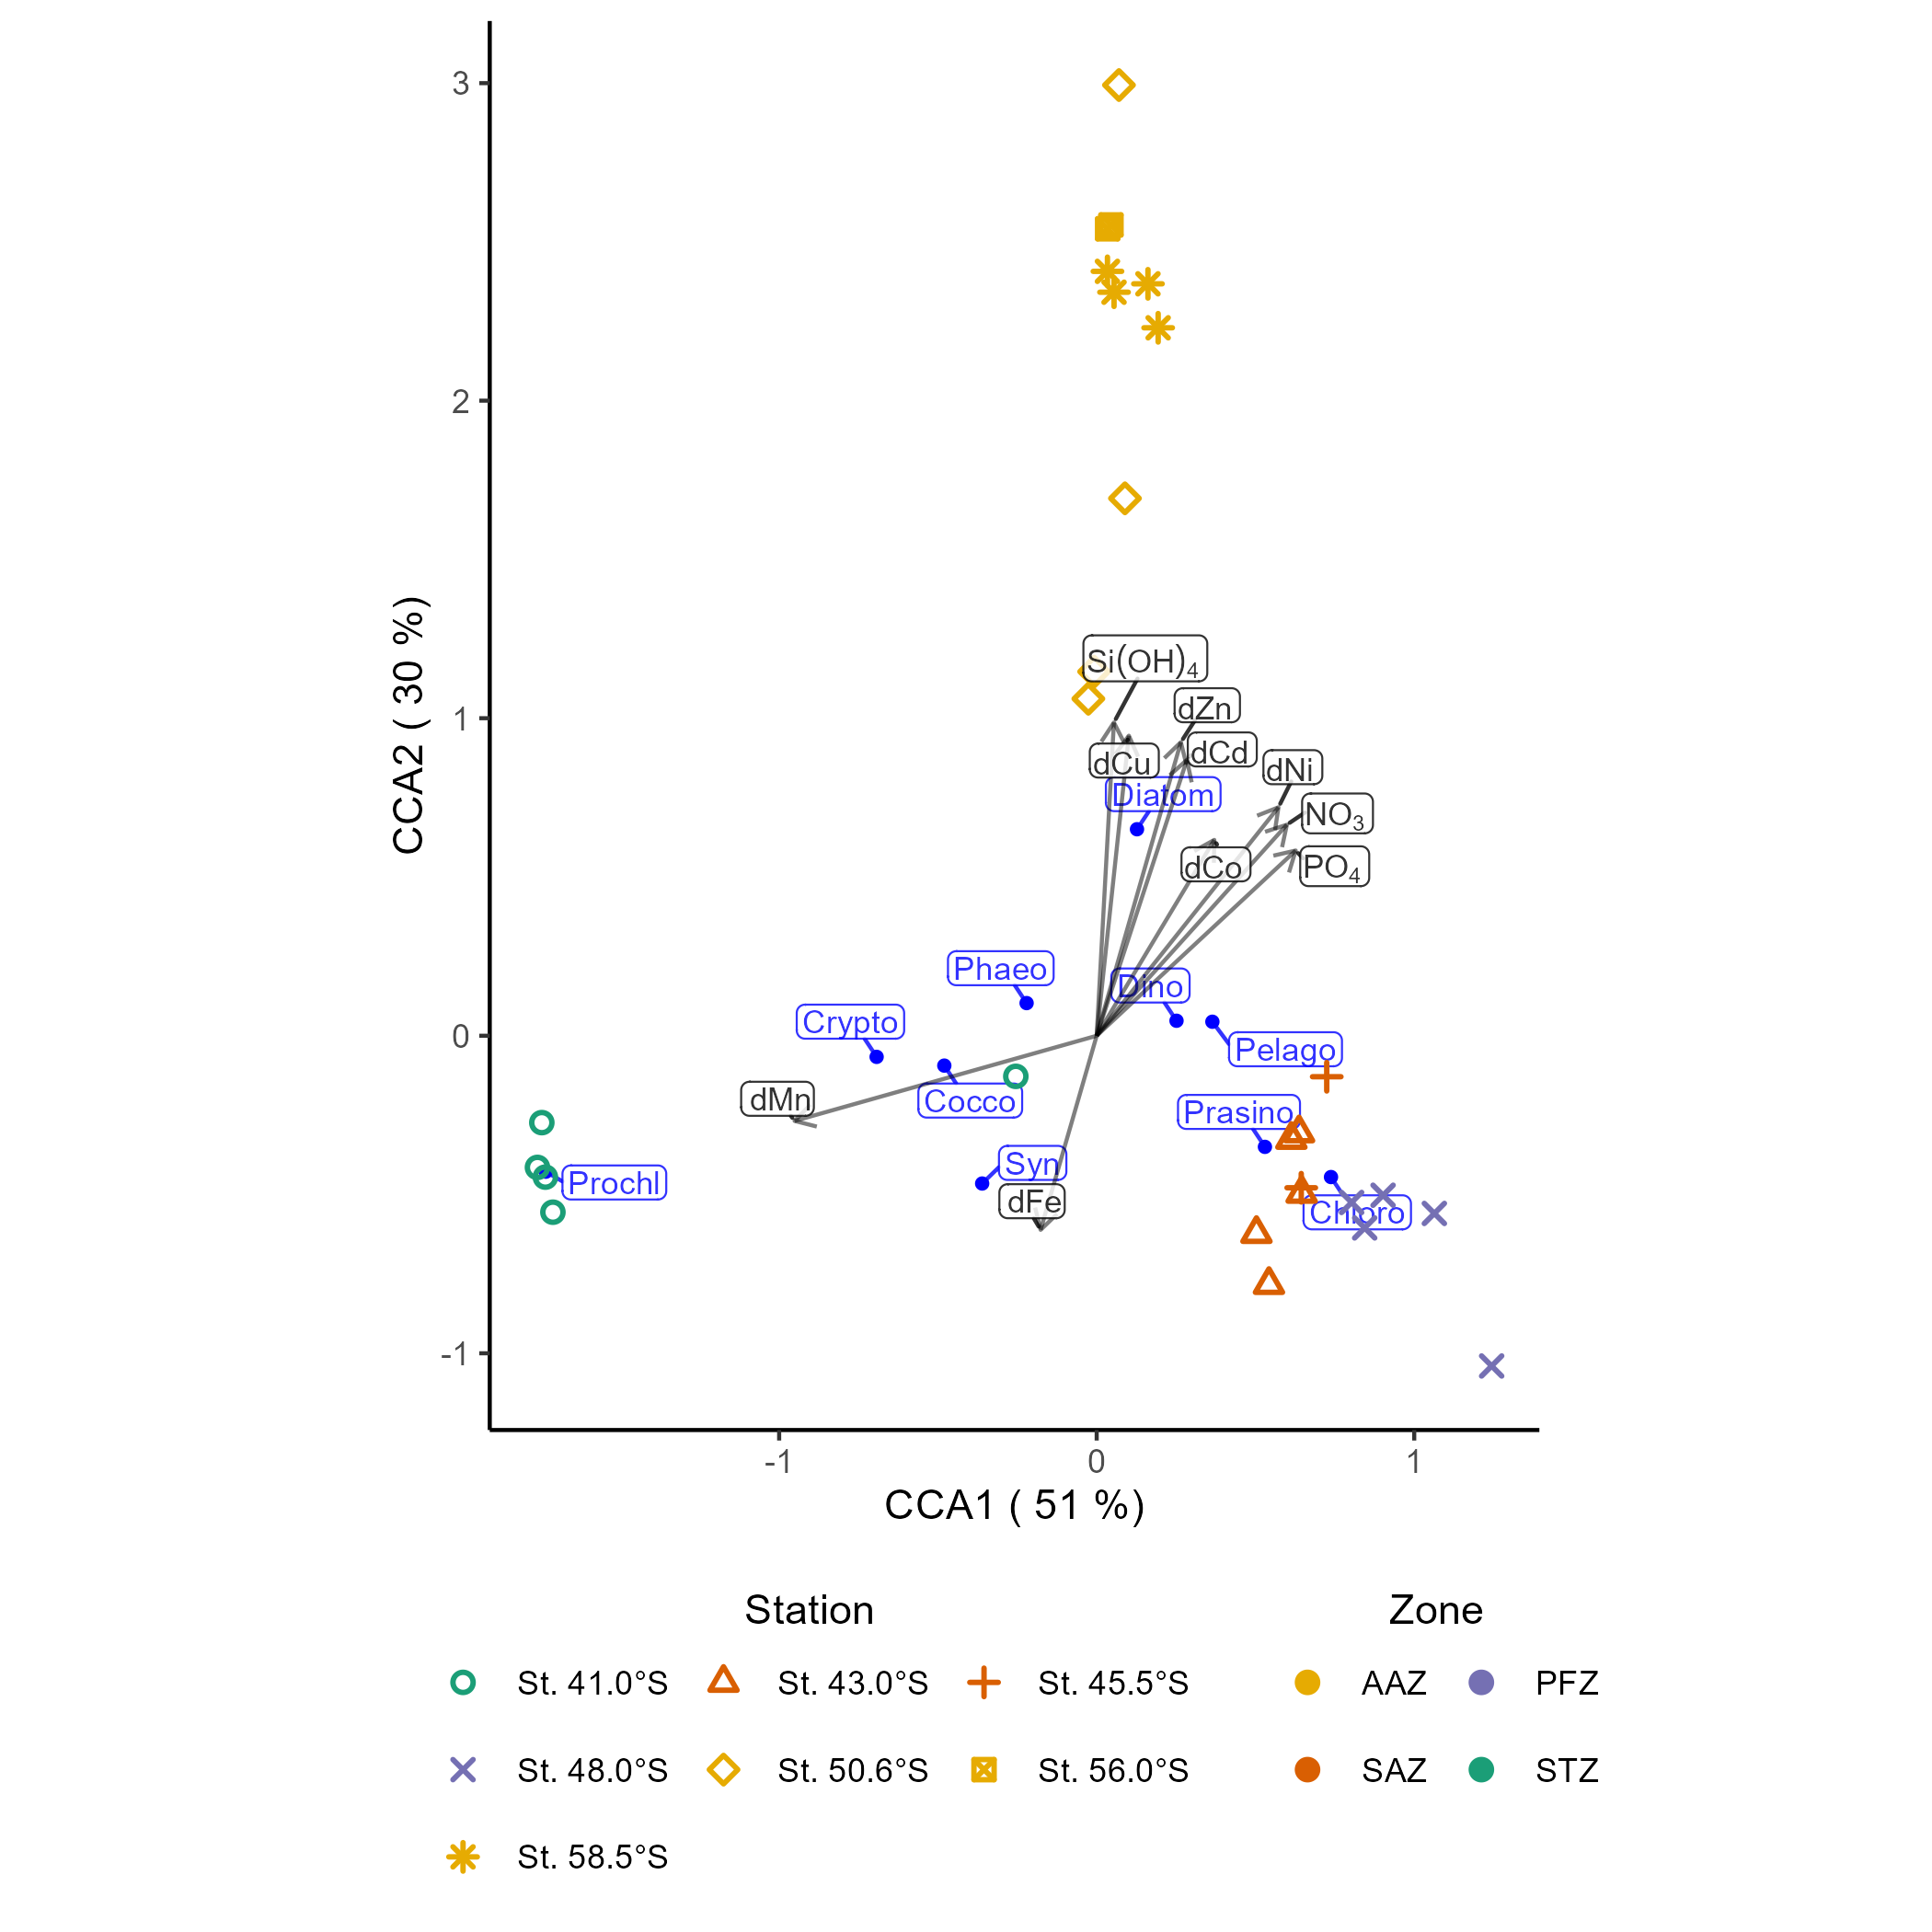 3
2
1
0
-1
CCA2 ( 30 %)
Si(OH)₄
dZn
dCd
dCu
dNi
Diatom
NO₃
dCo
PO₄
Phaeo
Dino
Crypto
Pelago
dMn
Cocco
Prasino
Syn
Prochl
dFe
Chloro
-1 0 1
CCA1 ( 51 %)
Station Zone
St. 41.0°S St. 43.0°S St. 45.5°S AAZ PFZ
St. 48.0°S St. 50.6°S St. 56.0°S SAZ STZ
St. 58.5°S